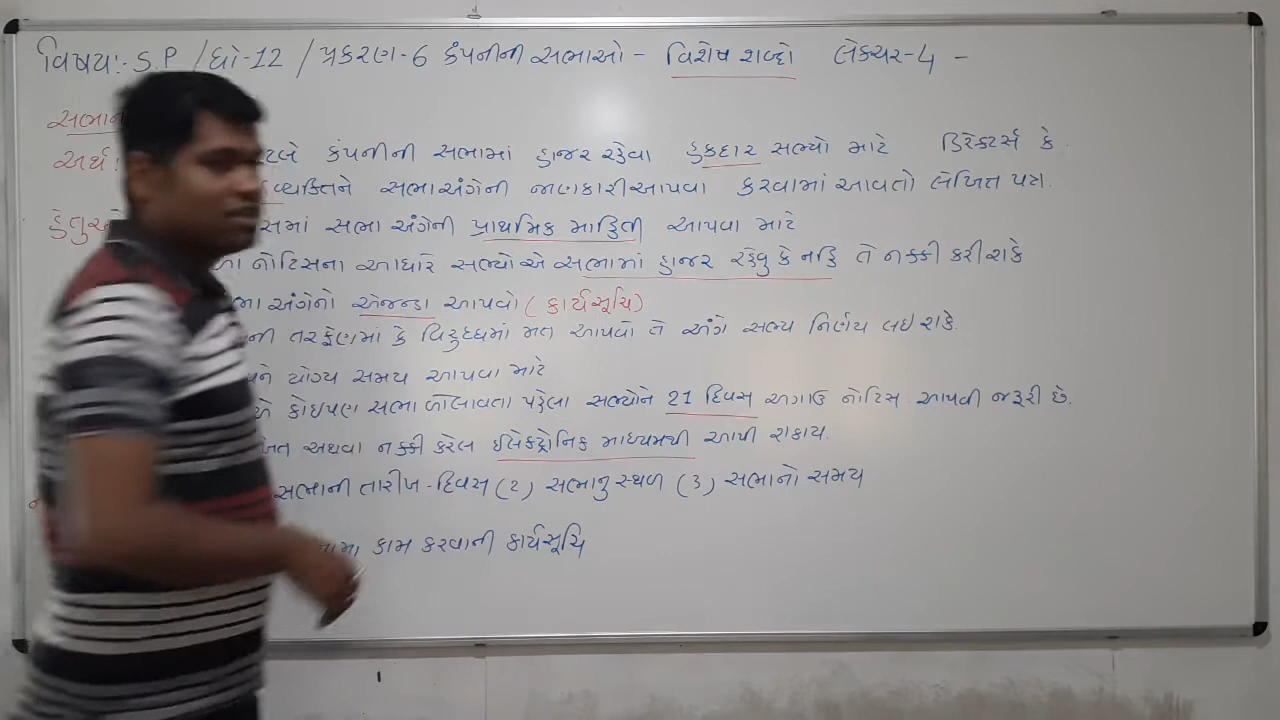 વિષય:- S.P / ધો-12 / પ્રકરણ-6 કંપનીની સભાઓ - વિશેષ શબ્દો લેક્ચર-4 -
સભાન
અર્થ: ટલે કંપનીની સભામાં હાજર રહેવા હકદાર સભ્યો માટે ડિરેક્ટર્સ કે
વ્યક્તિને સભા અંગેની જાણકારી આપવા કરવામાં આવતો લેખિત પત્ર.
હેતુઓ સમાં સભા અંગેની પ્રાથમિક માહિતી આપવા માટે
નોટિસના આધારે સભ્યોએ સભામાં હાજર રહેવુ કે નહિ તે નક્કી કરી શકે
ભા અંગેનો એજન્ડા આપવો (કાર્યસૂચિ)
ની તરફેણમાં કે વિરુદ્ધમાં મત આપવો તે અંગે સભ્ય નિર્ણય લઇ શકે.
ને યોગ્ય સમય આપવા માટે
કોઇપણ સભા બોલાવતા પહેલા સભ્યોને 21 દિવસ અગાઉ નોટિસ આપવી જરૂરી છે.
ખિત અથવા નક્કી કરેલ ઇલેક્ટ્રોનિક માધ્યમથી આપી શકાય.
સભાની તારીખ - દિવસ (2) સભાનુ સ્થળ (3) સભાનો સમય
કામ કરવાની કાર્યસૂચિ